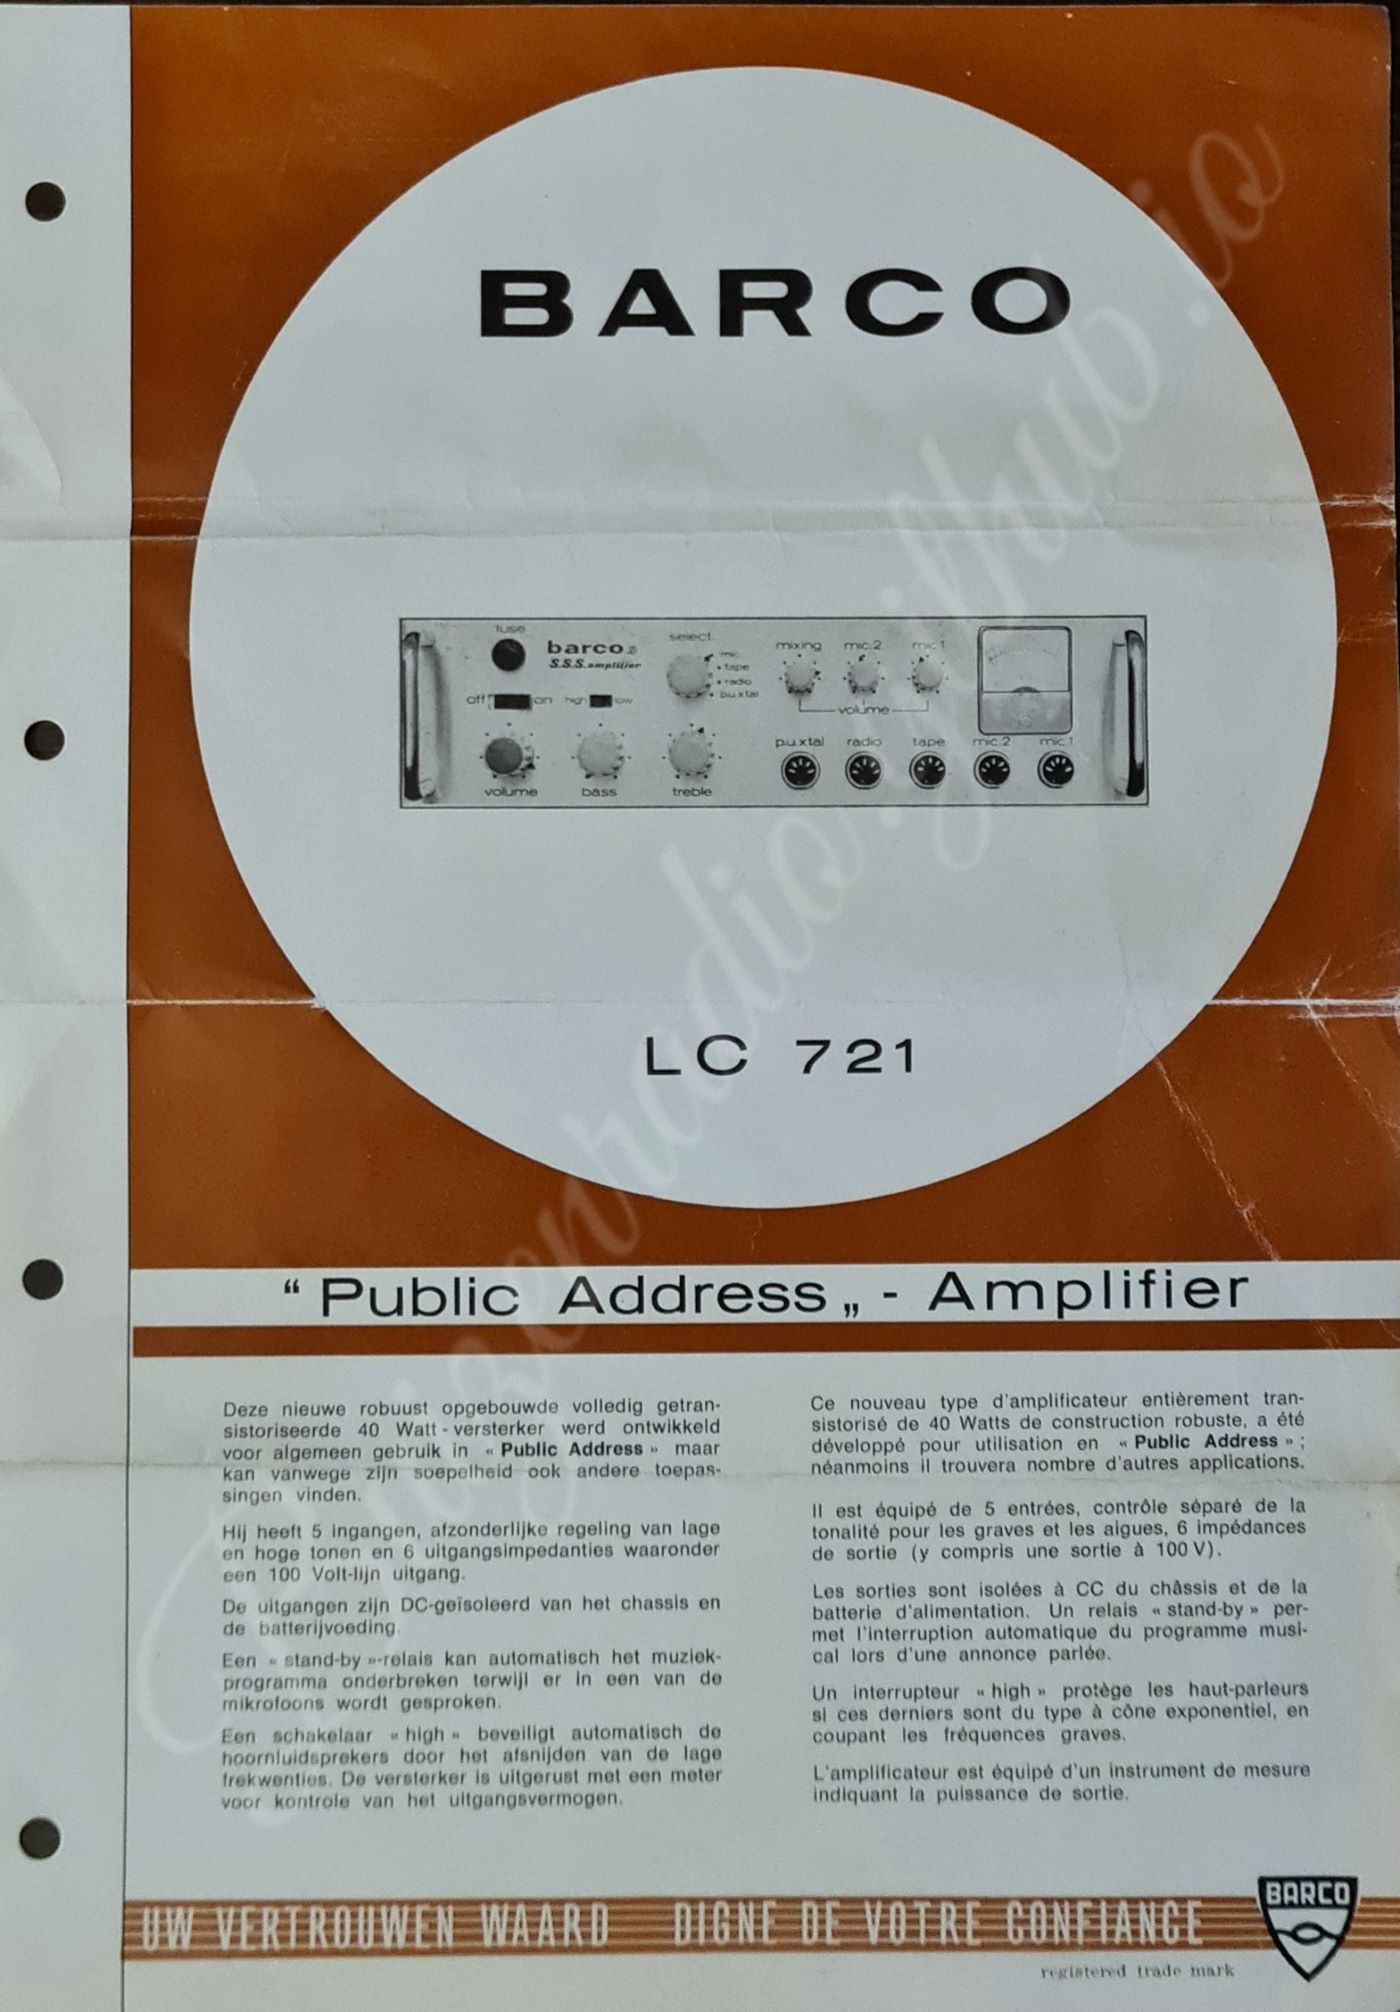 BARCO
fuse
barco
S.S.S. amplifier
select.
mic.
tape
radio
p.u.xtal
mixing mic.2 mic.1
volume
off on high low
p.u.xtal radio tape mic.2 mic.1
volume bass treble
LC 721
“ Public Address „ - Amplifier
Deze nieuwe robuust opgebouwde volledig getran-
sistoriseerde 40 Watt - versterker werd ontwikkeld
voor algemeen gebruik in « Public Address » maar
kan vanwege zijn soepelheid ook andere toepas-
singen vinden.
Hij heeft 5 ingangen, afzonderlijke regeling van lage
en hoge tonen en 6 uitgangsimpedanties waaronder
een 100 Volt-lijn uitgang.
De uitgangen zijn DC-geïsoleerd van het chassis en
de batterijvoeding.
Een « stand-by »-relais kan automatisch het muziek-
programma onderbreken terwijl er in een van de
mikrofoons wordt gesproken.
Een schakelaar « high » beveiligt automatisch de
hoornluidsprekers door het afsnijden van de lage
frekwenties. De versterker is uitgerust met een meter
voor kontrole van het uitgangsvermogen.
Ce nouveau type d'amplificateur entièrement tran-
sistorisé de 40 Watts de construction robuste, a été
développé pour utilisation en « Public Address » ;
néanmoins il trouvera nombre d'autres applications.
Il est équipé de 5 entrées, contrôle séparé de la
tonalité pour les graves et les aigues, 6 impédances
de sortie (y compris une sortie à 100 V).
Les sorties sont isolées à CC du châssis et de la
batterie d'alimentation. Un relais « stand-by » per-
met l'interruption automatique du programme musi-
cal lors d'une annonce parlée.
Un interrupteur « high » protège les haut-parleurs
si ces derniers sont du type à cône exponentiel, en
coupant les fréquences graves.
L'amplificateur est équipé d'un instrument de mesure
indiquant la puissance de sortie.
UW VERTROUWEN WAARD DIGNE DE VOTRE CONFIANCE
BARCO
registered trade mark